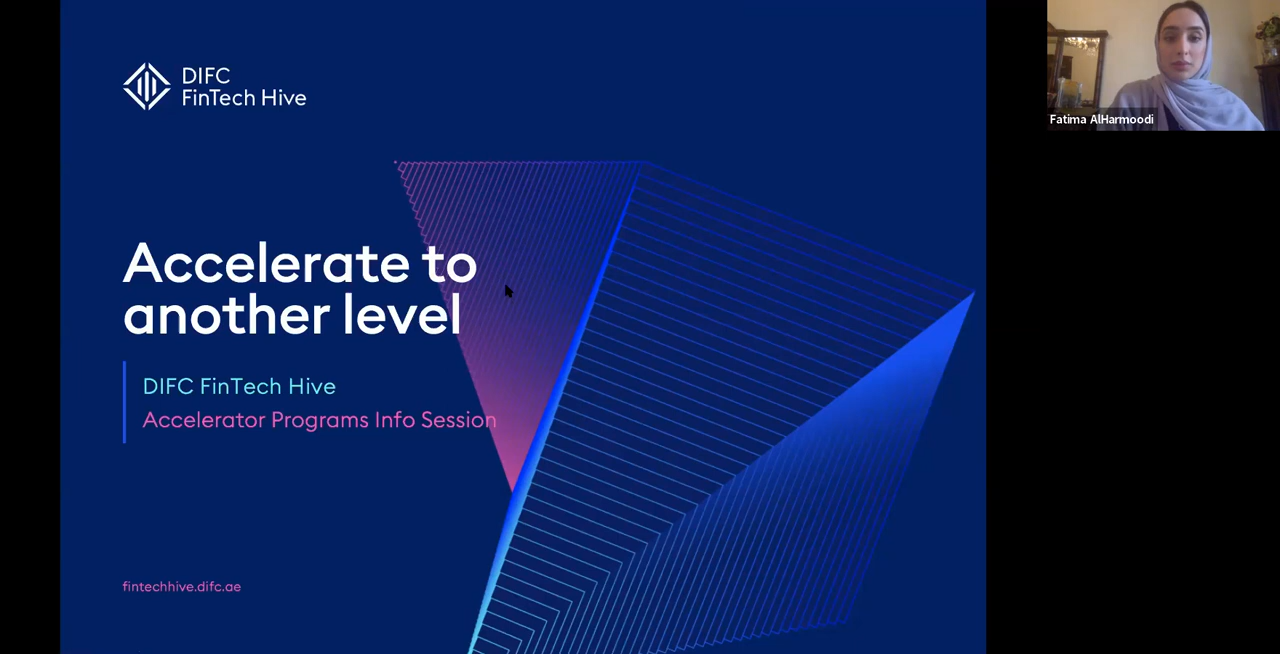 DIFC
FinTech Hive
Fatima AlHarmoodi
Accelerate to
another level
DIFC FinTech Hive
Accelerator Programs Info Session
fintechhive.difc.ae